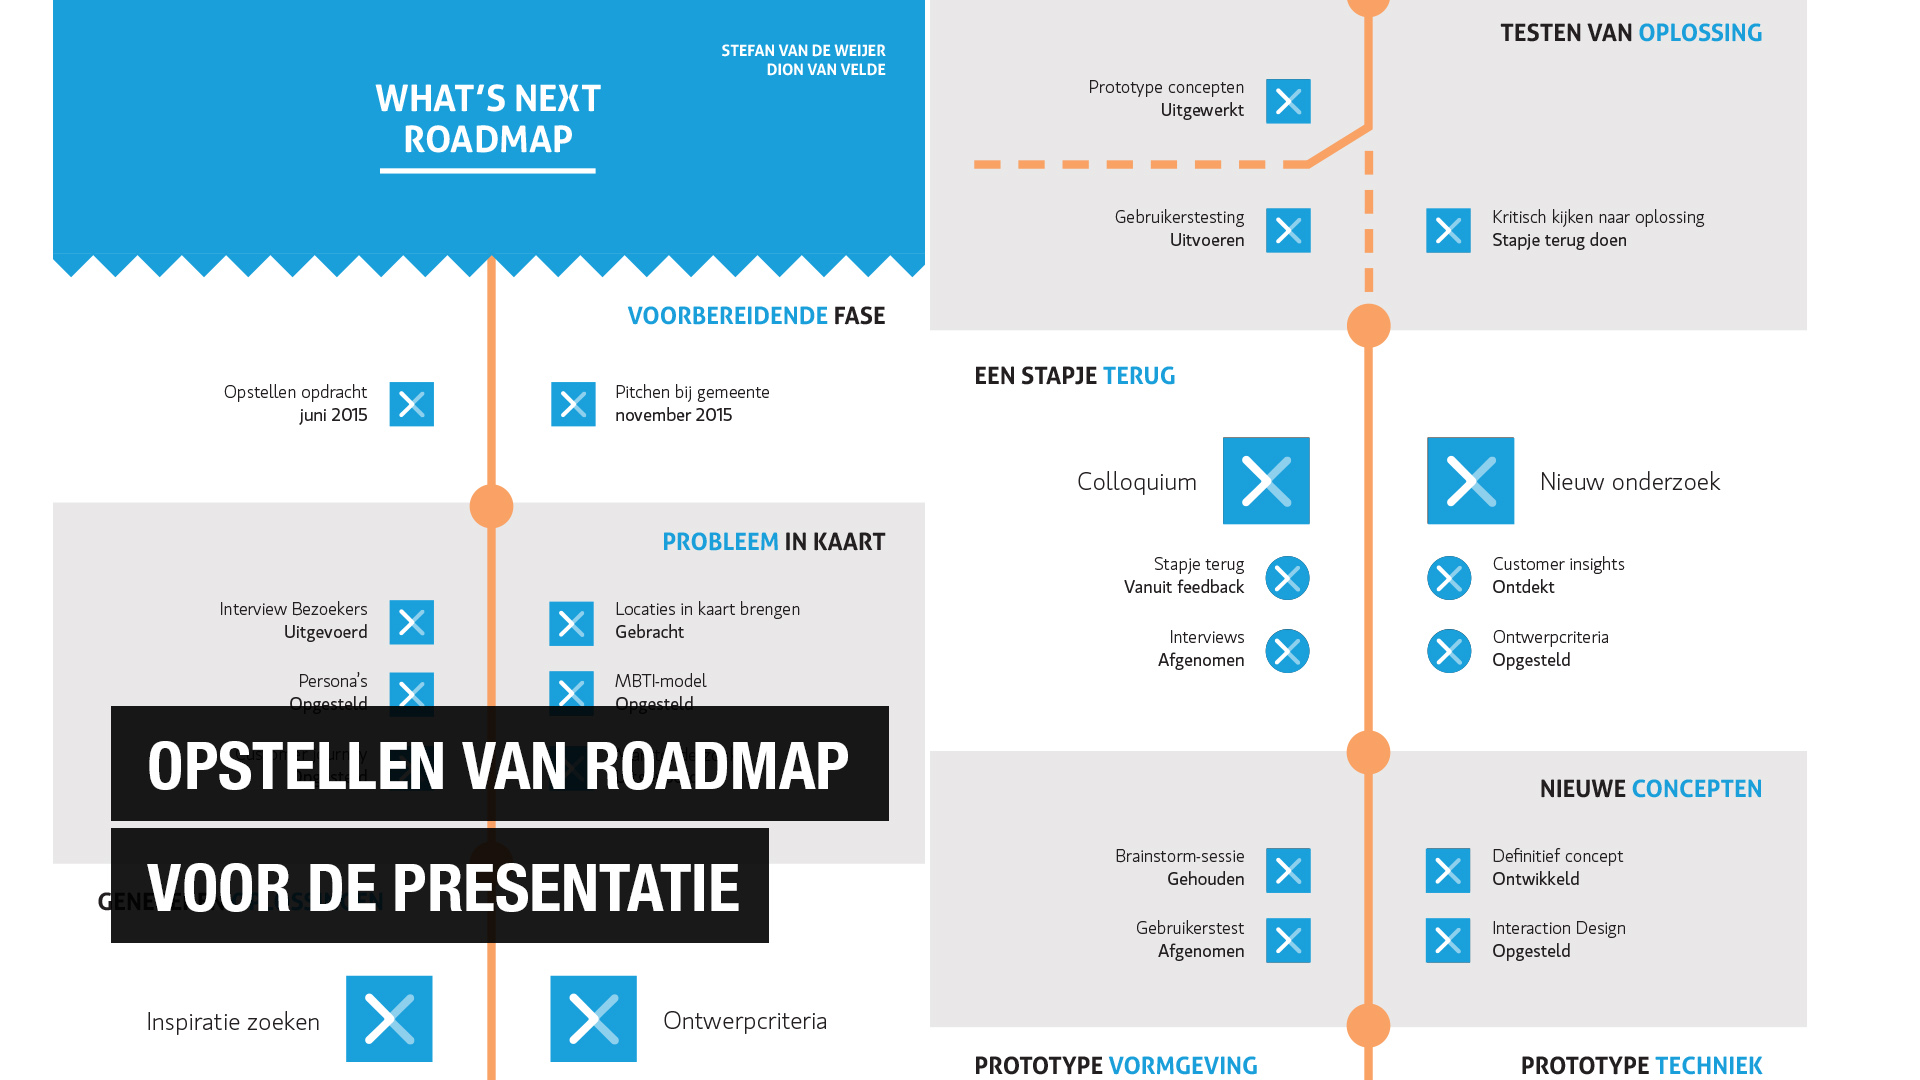 STEFAN VAN DE WEIJER
DION VAN VELDE
WHAT'S NEXT
ROADMAP
VOORBEREIDENDE FASE
Opstellen opdracht
juni 2015
Pitchen bij gemeente
november 2015
PROBLEEM IN KAART
Interview Bezoekers
Uitgevoerd
Locaties in kaart brengen
Gebracht
Persona's
Opgesteld
MBTI-model
Opgesteld
OPSTELLEN VAN ROADMAP
VOOR DE PRESENTATIE
Inspiratie zoeken
Ontwerpcriteria
TESTEN VAN OPLOSSING
Prototype concepten
Uitgewerkt
Gebruikerstesting
Uitvoeren
Kritisch kijken naar oplossing
Stapje terug doen
EEN STAPJE TERUG
Colloquium
Nieuw onderzoek
Stapje terug
Vanuit feedback
Customer insights
Ontdekt
Interviews
Afgenomen
Ontwerpcriteria
Opgesteld
NIEUWE CONCEPTEN
Brainstorm-sessie
Gehouden
Definitief concept
Ontwikkeld
Gebruikerstest
Afgenomen
Interaction Design
Opgesteld
PROTOTYPE VORMGEVING
PROTOTYPE TECHNIEK